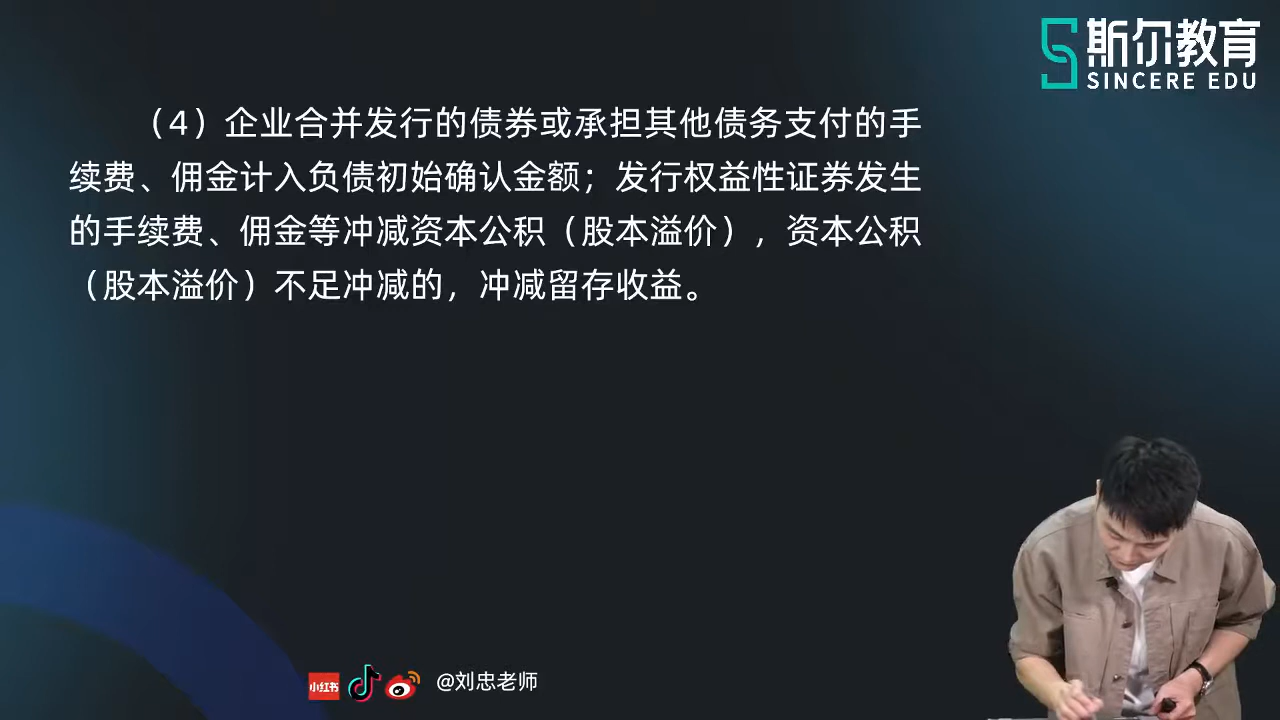 斯尔教育
SINCERE EDU
（4）企业合并发行的债券或承担其他债务支付的手
续费、佣金计入负债初始确认金额；发行权益性证券发生
的手续费、佣金等冲减资本公积（股本溢价），资本公积
（股本溢价）不足冲减的，冲减留存收益。
小红书
@刘忠老师